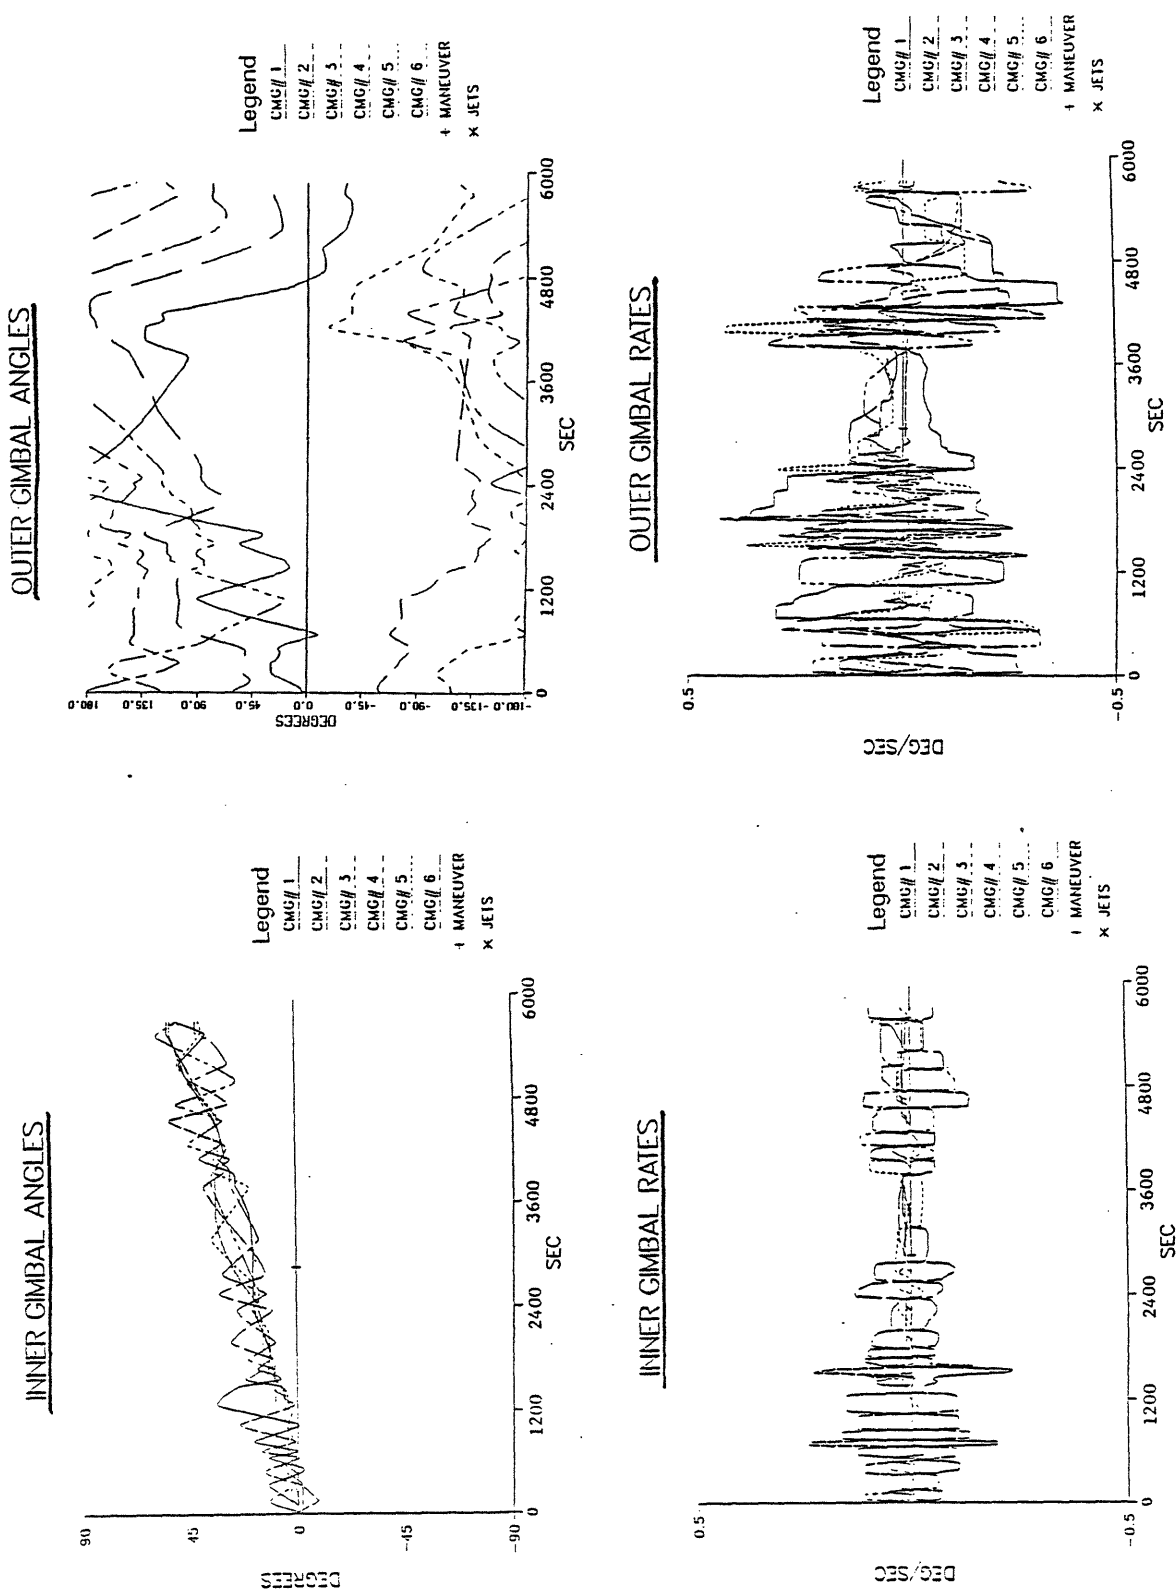 INNER GIMBAL ANGLES
DEGREES
90
45
0
-45
-90
0
1200
2400
3600
4800
6000
SEC
Legend
CMG# 1
CMG# 2
CMG# 3
CMG# 4
CMG# 5
CMG# 6
+ MANEUVER
× JETS
OUTER GIMBAL ANGLES
DEGREES
180.0
135.0
90.0
45.0
0.0
-45.0
-90.0
-135.0
-180.0
0
1200
2400
3600
4800
6000
SEC
Legend
CMG# 1
CMG# 2
CMG# 3
CMG# 4
CMG# 5
CMG# 6
+ MANEUVER
× JETS
INNER GIMBAL RATES
DEG/SEC
0.5
-0.5
0
1200
2400
3600
4800
6000
SEC
Legend
CMG# 1
CMG# 2
CMG# 3
CMG# 4
CMG# 5
CMG# 6
+ MANEUVER
× JETS
OUTER GIMBAL RATES
DEG/SEC
0.5
-0.5
0
1200
2400
3600
4800
6000
SEC
Legend
CMG# 1
CMG# 2
CMG# 3
CMG# 4
CMG# 5
CMG# 6
+ MANEUVER
× JETS